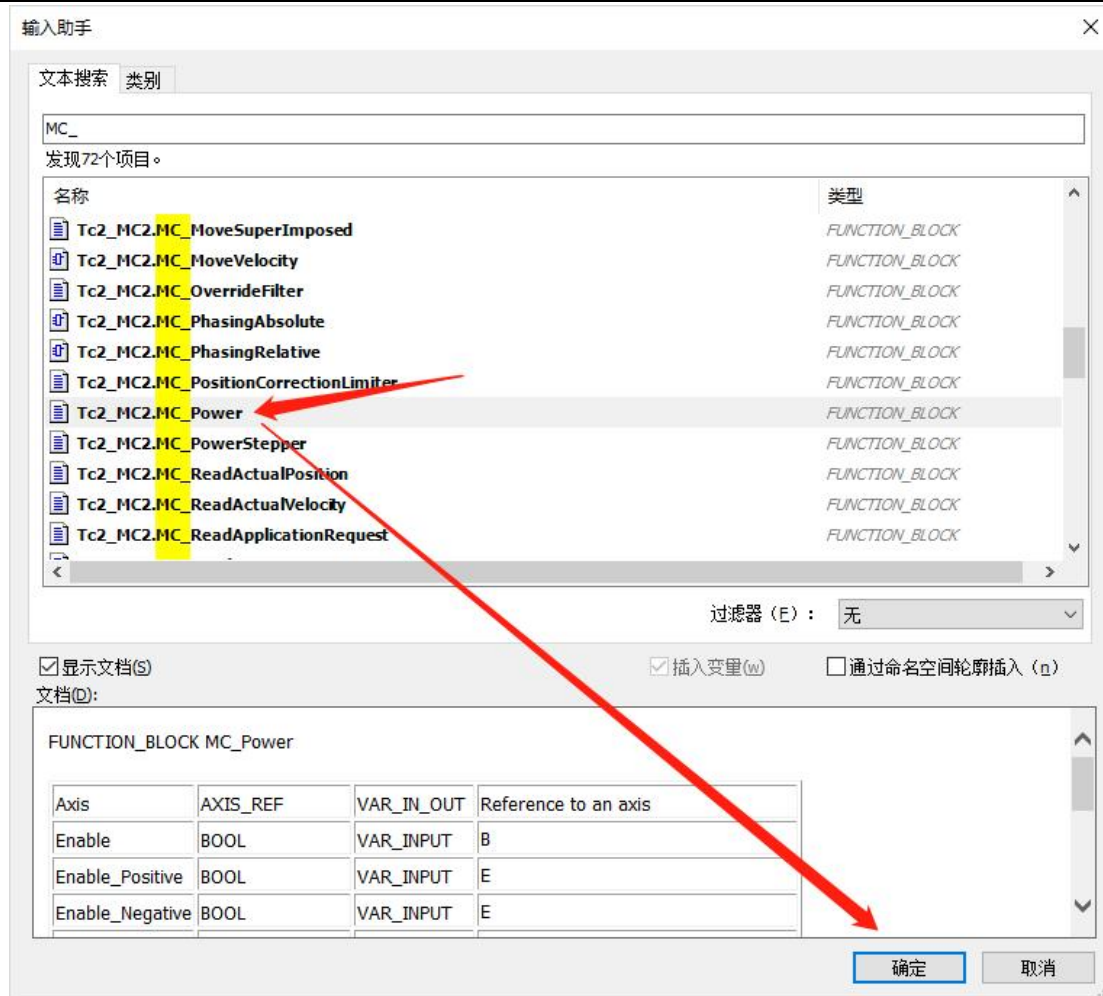 输入助手
文本搜索 类别
MC_
发现72个项目。
名称 类型
Tc2_MC2.MC_MoveSuperImposed FUNCTION_BLOCK
Tc2_MC2.MC_MoveVelocity FUNCTION_BLOCK
Tc2_MC2.MC_OverrideFilter FUNCTION_BLOCK
Tc2_MC2.MC_PhasingAbsolute FUNCTION_BLOCK
Tc2_MC2.MC_PhasingRelative FUNCTION_BLOCK
Tc2_MC2.MC_PositionCorrectionLimiter FUNCTION_BLOCK
Tc2_MC2.MC_Power FUNCTION_BLOCK
Tc2_MC2.MC_PowerStepper FUNCTION_BLOCK
Tc2_MC2.MC_ReadActualPosition FUNCTION_BLOCK
Tc2_MC2.MC_ReadActualVelocity FUNCTION_BLOCK
Tc2_MC2.MC_ReadApplicationRequest FUNCTION_BLOCK
过滤器（F）： 无
显示文档(S) 插入变量(w) 通过命名空间轮廓插入（n）
文档(D):
FUNCTION_BLOCK MC_Power
Axis AXIS_REF VAR_IN_OUT Reference to an axis
Enable BOOL VAR_INPUT B
Enable_Positive BOOL VAR_INPUT E
Enable_Negative BOOL VAR_INPUT E
确定 取消